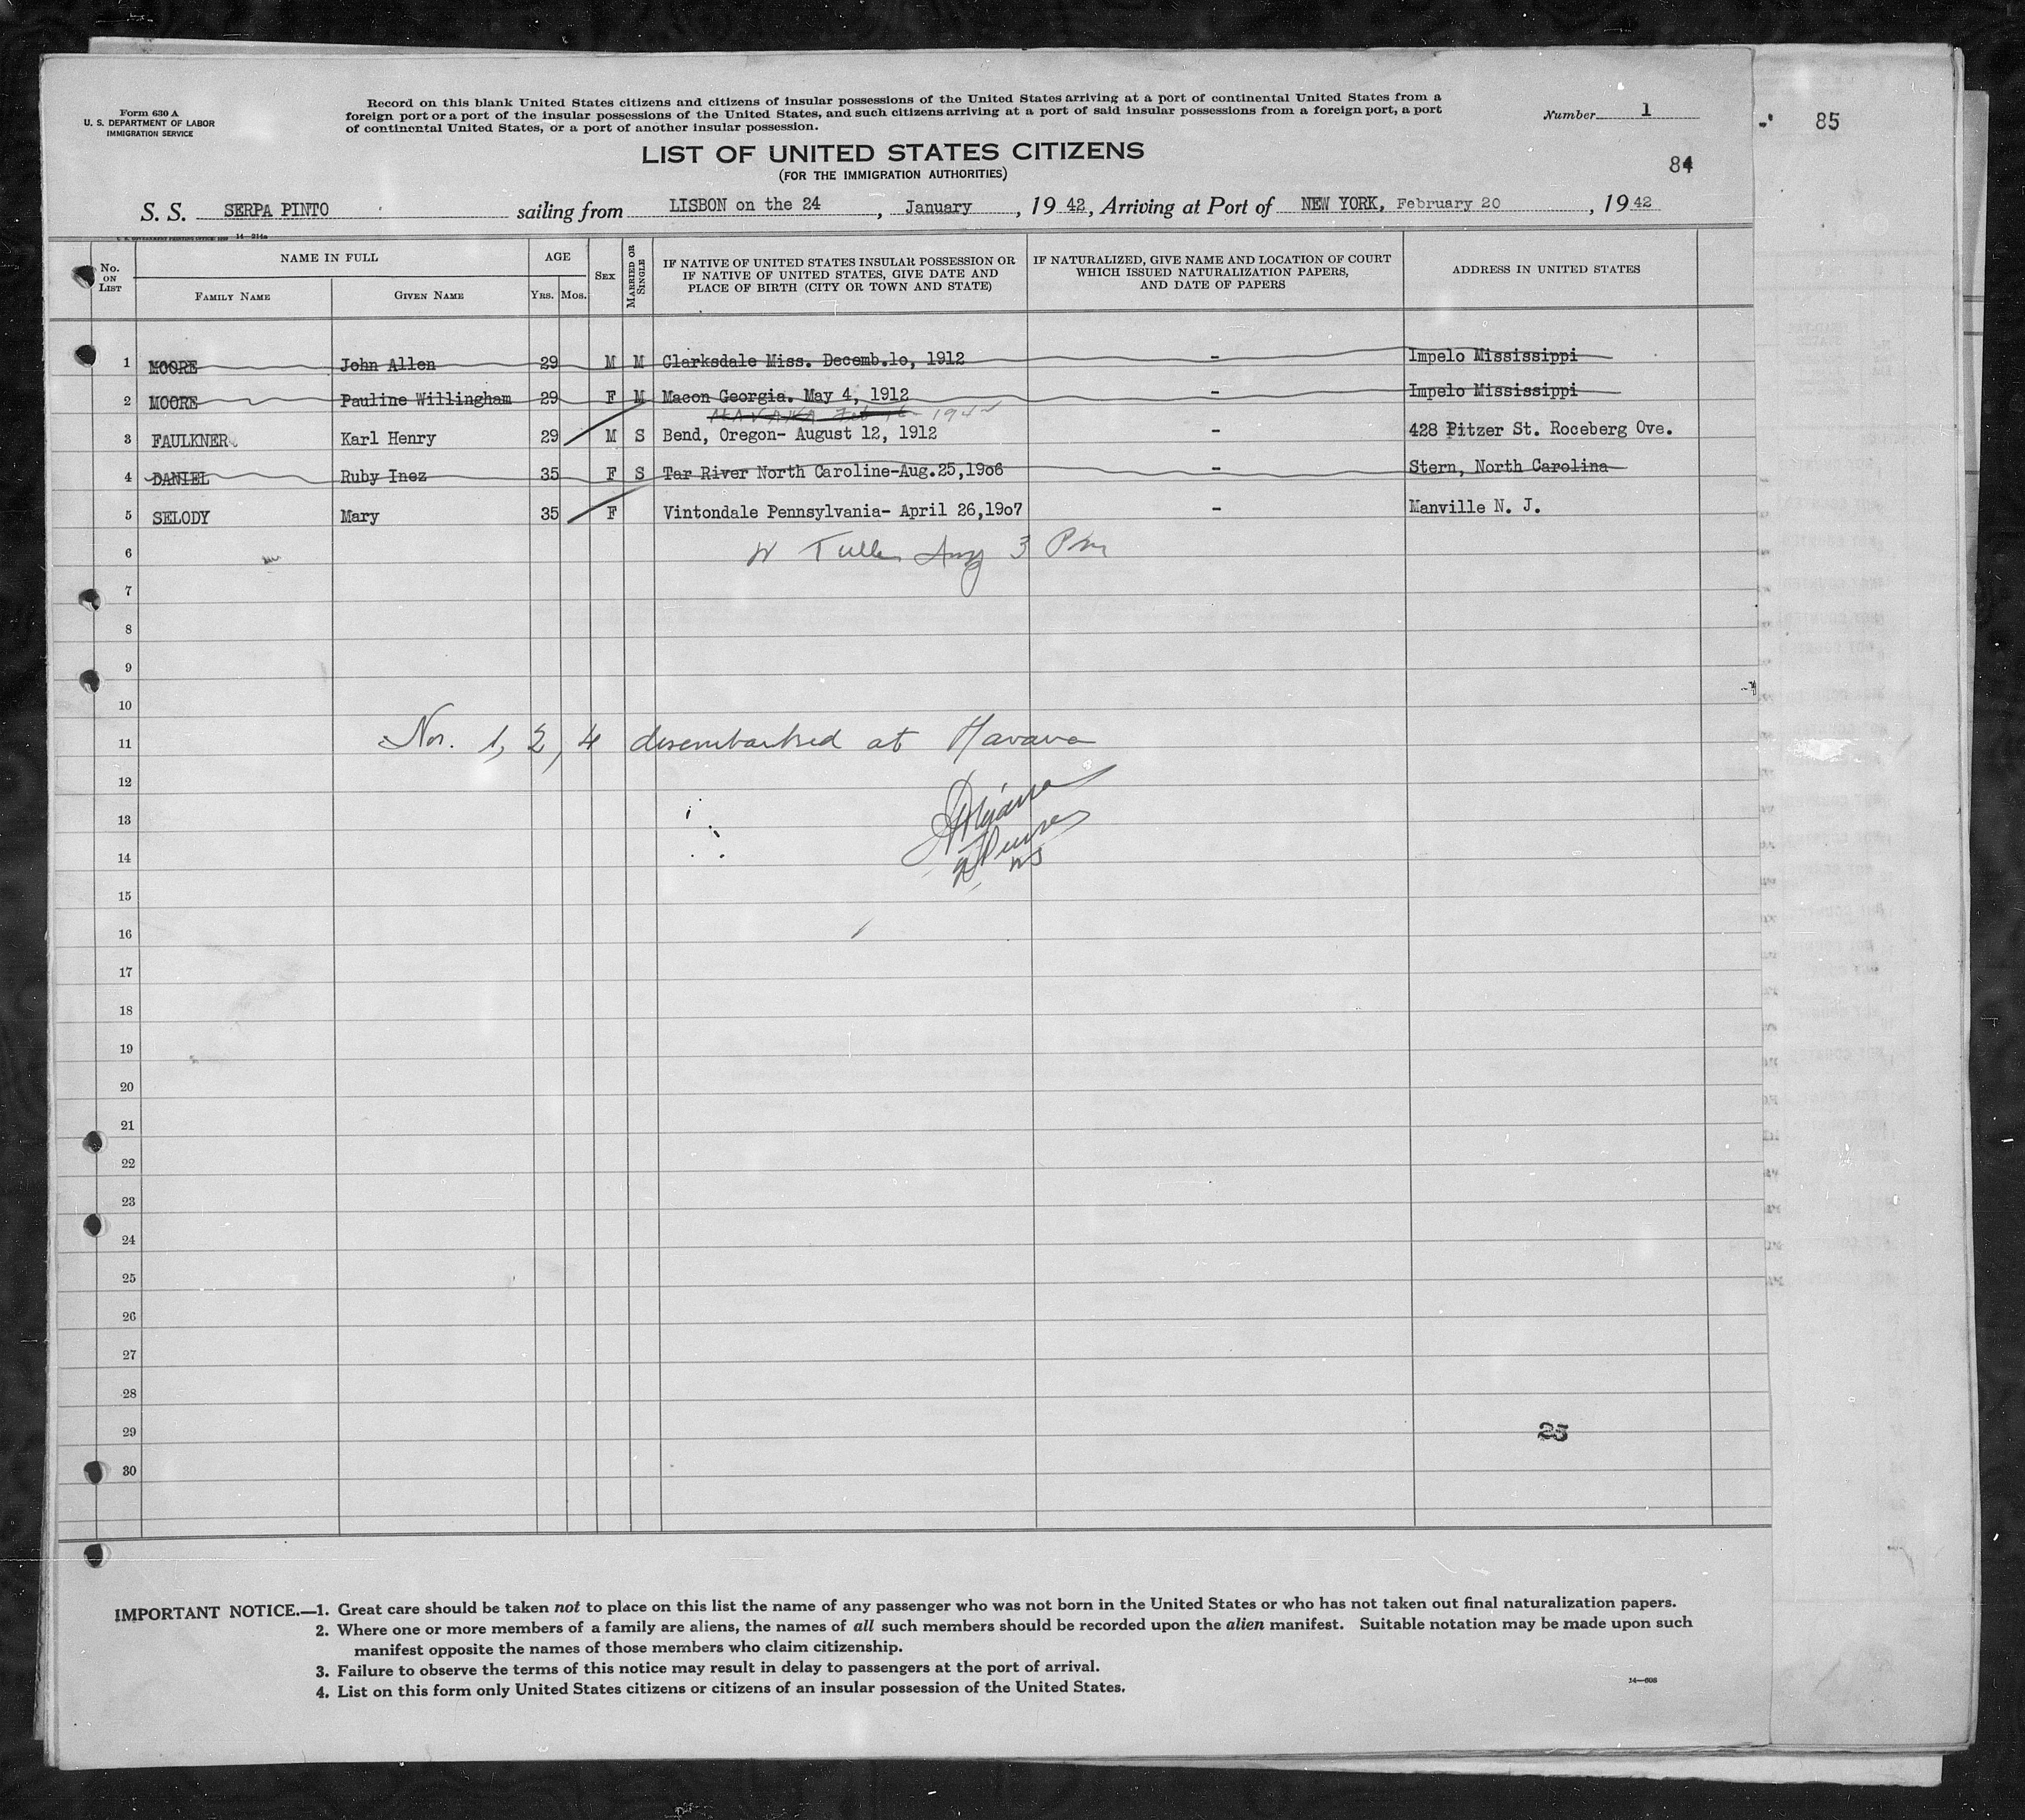 Form 630 A
U. S. DEPARTMENT OF LABOR
IMMIGRATION SERVICE
Record on this blank United States citizens and citizens of insular possessions of the United States arriving at a port of continental United States from a
foreign port or a port of the insular possessions of the United States, and such citizens arriving at a port of said insular possessions from a foreign port, a port
of continental United States, or a port of another insular possession.
Number 1
85
LIST OF UNITED STATES CITIZENS
(FOR THE IMMIGRATION AUTHORITIES)
84
S. S. SERPA PINTO sailing from LISBON on the 24, January, 1942, Arriving at Port of NEW YORK, February 20, 1942
14—214a
No. ON LIST
NAME IN FULL
FAMILY NAME
GIVEN NAME
AGE
YRS. MOS.
SEX
MARRIED OR SINGLE
IF NATIVE OF UNITED STATES INSULAR POSSESSION OR
IF NATIVE OF UNITED STATES, GIVE DATE AND
PLACE OF BIRTH (CITY OR TOWN AND STATE)
IF NATURALIZED, GIVE NAME AND LOCATION OF COURT
WHICH ISSUED NATURALIZATION PAPERS,
AND DATE OF PAPERS
ADDRESS IN UNITED STATES
1 MOORE John Allen 29 M M Clarksdale Miss. Decemb.1o, 1912 - Impelo Mississippi
2 MOORE Pauline Willingham 29 F M Macon Georgia. May 4, 1912 - Impelo Mississippi
3 FAULKNER Karl Henry 29 M S Bend, Oregon- August 12, 1912 - 428 Pitzer St. Roceberg Ove.
4 DANIEL Ruby Inez 35 F S Tar River North Caroline-Aug.25,19o6 - Stern, North Carolina
5 SELODY Mary 35 F Vintondale Pennsylvania- April 26,19o7 - Manville N. J.
6
7
8
9
10
11 Nos. 1, 2, 4 disembarked at Havana
12
13
14
15
16
17
18
19
20
21
22
23
24
25
26
27
28
29 25
30
IMPORTANT NOTICE.—1. Great care should be taken not to place on this list the name of any passenger who was not born in the United States or who has not taken out final naturalization papers.
2. Where one or more members of a family are aliens, the names of all such members should be recorded upon the alien manifest. Suitable notation may be made upon such
manifest opposite the names of those members who claim citizenship.
3. Failure to observe the terms of this notice may result in delay to passengers at the port of arrival.
4. List on this form only United States citizens or citizens of an insular possession of the United States.